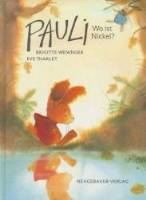 PAULI
Wo ist
Nickel?
BRIGITTE WENINGER
EVE THARLET
NEUGEBAUER VERLAG